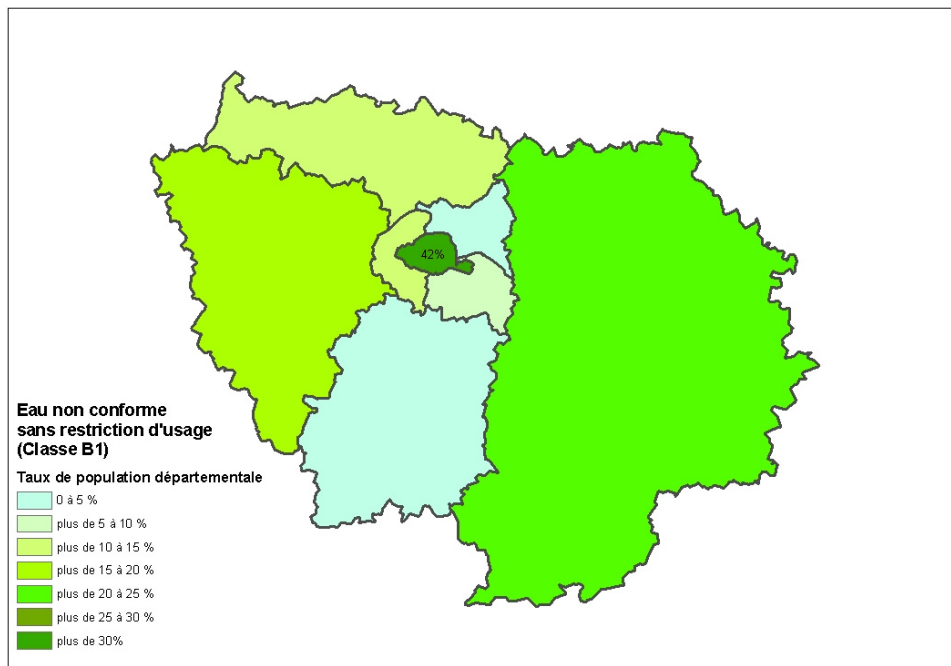 42%
Eau non conforme
sans restriction d'usage
(Classe B1)
Taux de population départementale
0 à 5 %
plus de 5 à 10 %
plus de 10 à 15 %
plus de 15 à 20 %
plus de 20 à 25 %
plus de 25 à 30 %
plus de 30%